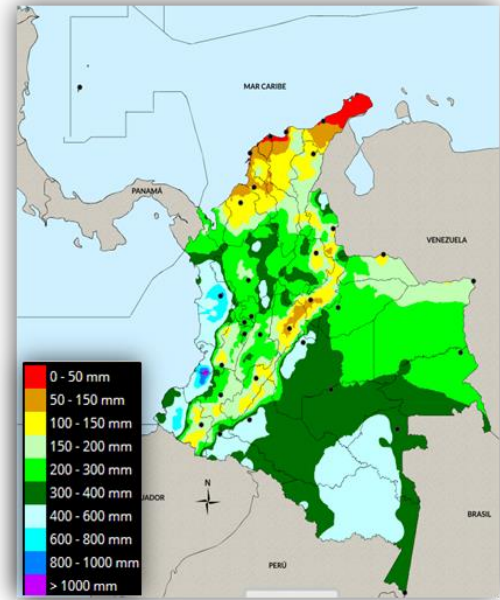 MAR CARIBE
PANAMÁ
VENEZUELA
0 - 50 mm
50 - 150 mm
100 - 150 mm
150 - 200 mm
200 - 300 mm
300 - 400 mm
400 - 600 mm
600 - 800 mm
800 - 1000 mm
> 1000 mm
UADOR
N
BRASIL
PERÚ